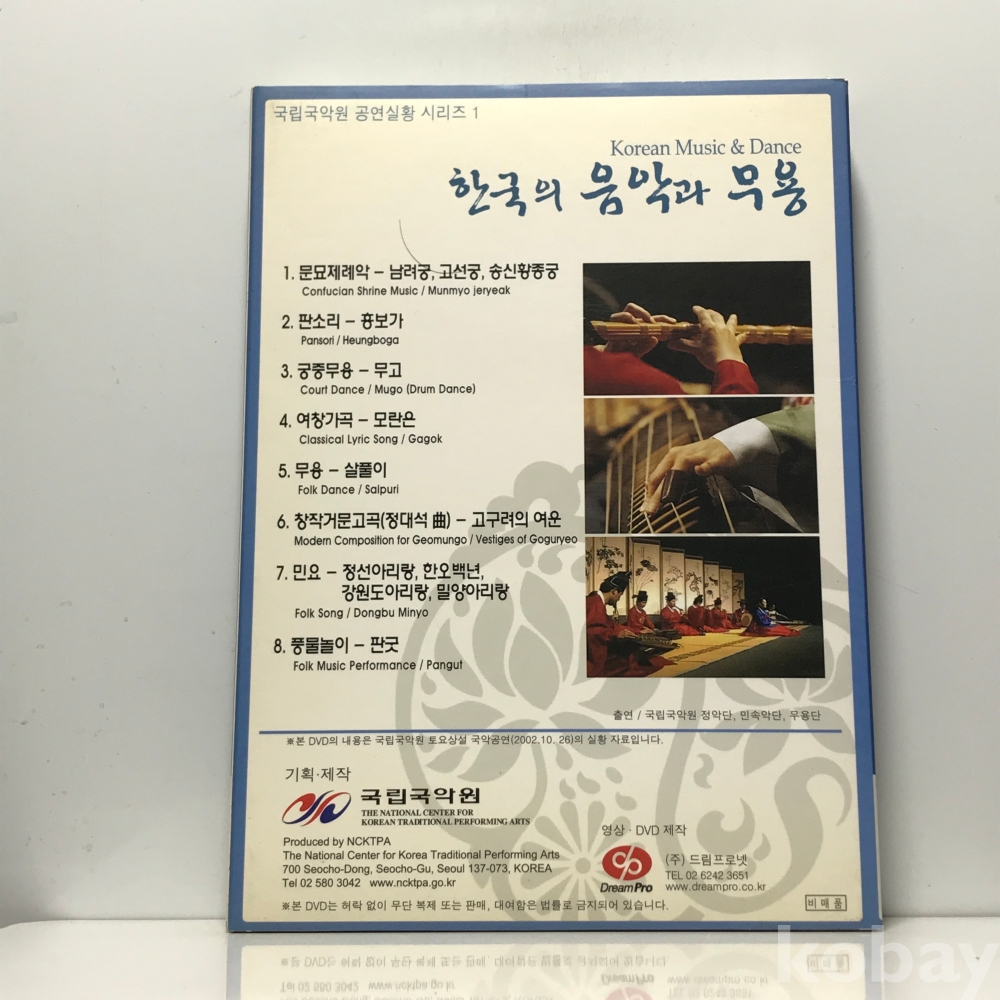 국립국악원 공연실황 시리즈 1
Korean Music & Dance
한국의 음악과 무용
1. 문묘제례악 – 남려궁, 고선궁, 송신황종궁
Confucian Shrine Music / Munmyo jeryeak
2. 판소리 – 흥보가
Pansori / Heungboga
3. 궁중무용 – 무고
Court Dance / Mugo (Drum Dance)
4. 여창가곡 – 모란은
Classical Lyric Song / Gagok
5. 무용 – 살풀이
Folk Dance / Salpuri
6. 창작거문고곡(정대석 曲) – 고구려의 여운
Modern Composition for Geomungo / Vestiges of Goguryeo
7. 민요 – 정선아리랑, 한오백년,
강원도아리랑, 밀양아리랑
Folk Song / Dongbu Minyo
8. 풍물놀이 – 판굿
Folk Music Performance / Pangut
출연 / 국립국악원 정악단, 민속악단, 무용단
※본 DVD의 내용은 국립국악원 토요상설 국악공연(2002.10. 26)의 실황 자료입니다.
기획·제작
국립국악원
THE NATIONAL CENTER FOR
KOREAN TRADITIONAL PERFORMING ARTS
Produced by NCKTPA
The National Center for Korea Traditional Performing Arts
700 Seocho-Dong, Seocho-Gu, Seoul 137-073, KOREA
Tel 02 580 3042 www.ncktpa.go.kr
영상 · DVD 제작
DreamPro
(주) 드림프로넷
TEL 02 6242 3651
www.dreampro.co.kr
※본 DVD는 허락 없이 무단 복제 또는 판매, 대여함은 법률로 금지되어 있습니다.
비매품
kobay